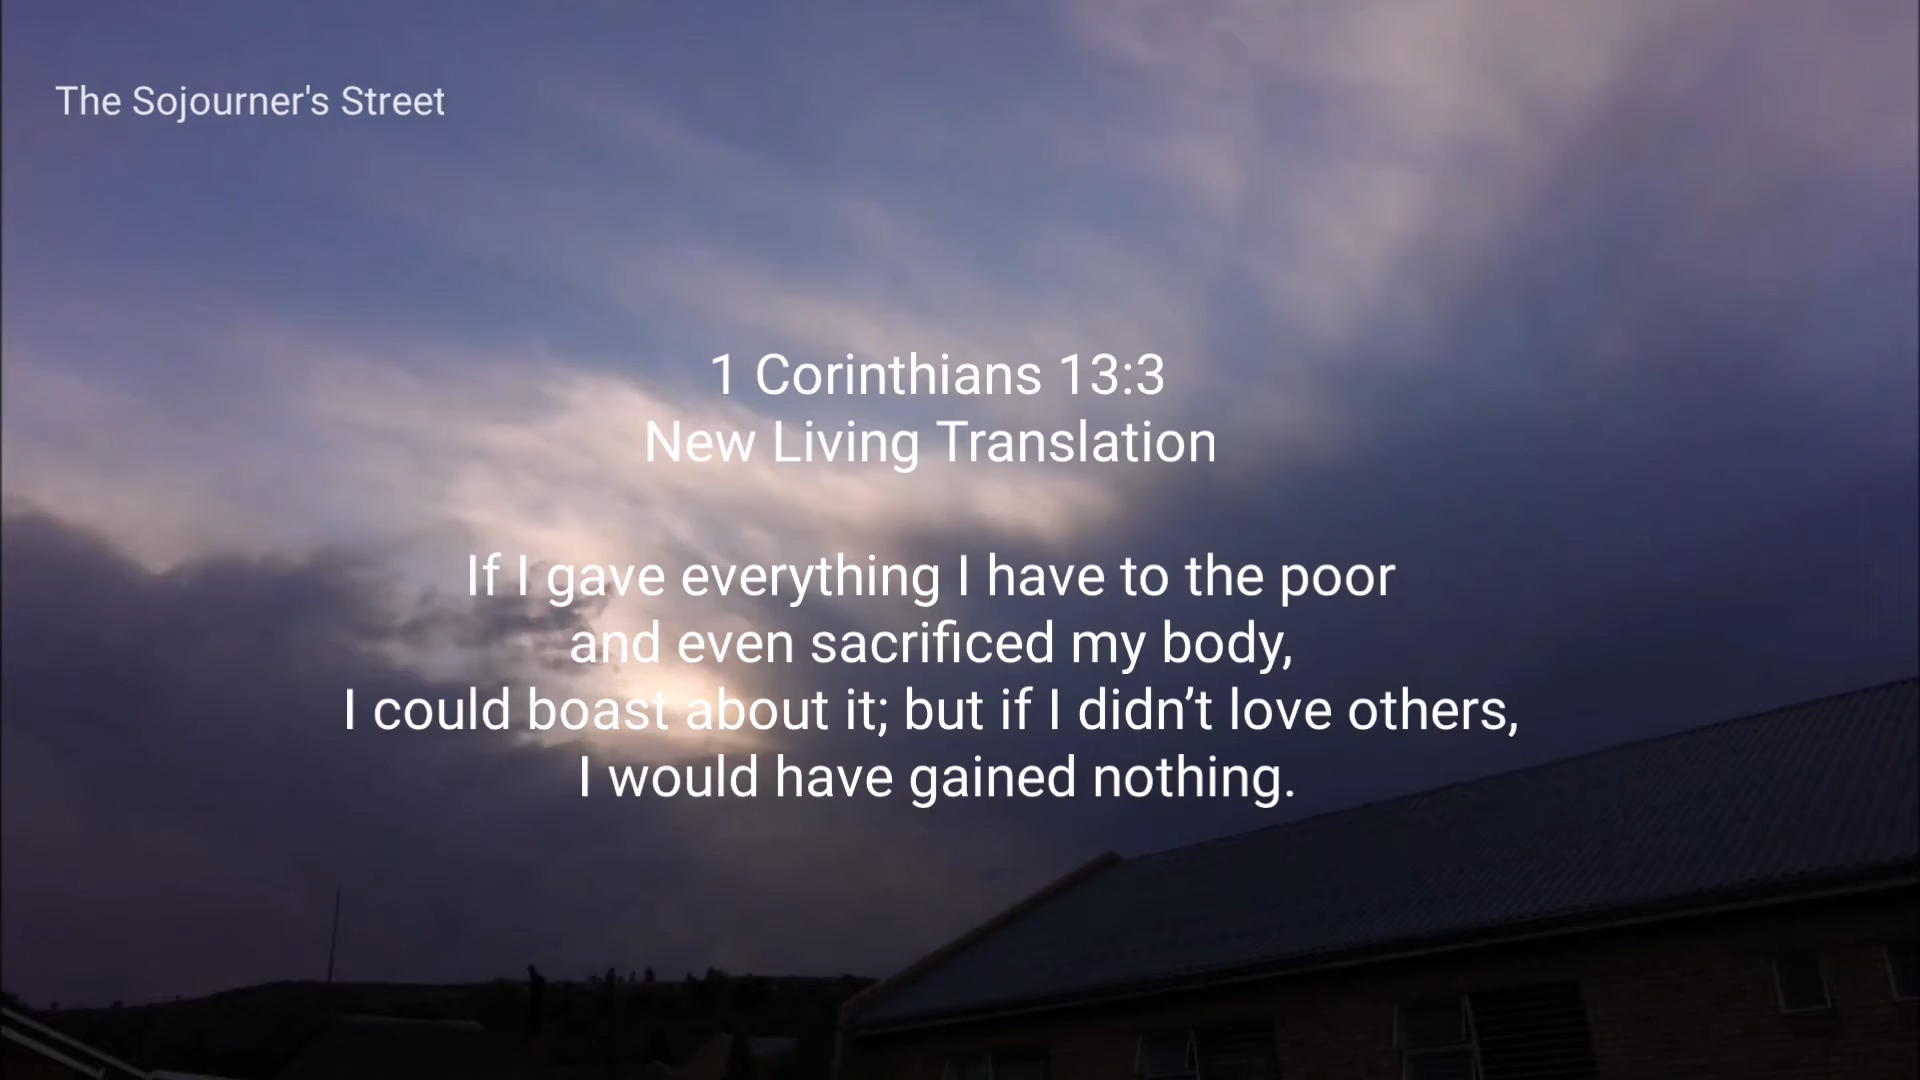 The Sojourner's Street
1 Corinthians 13:3
New Living Translation
If I gave everything I have to the poor
and even sacrificed my body,
I could boast about it; but if I didn’t love others,
I would have gained nothing.